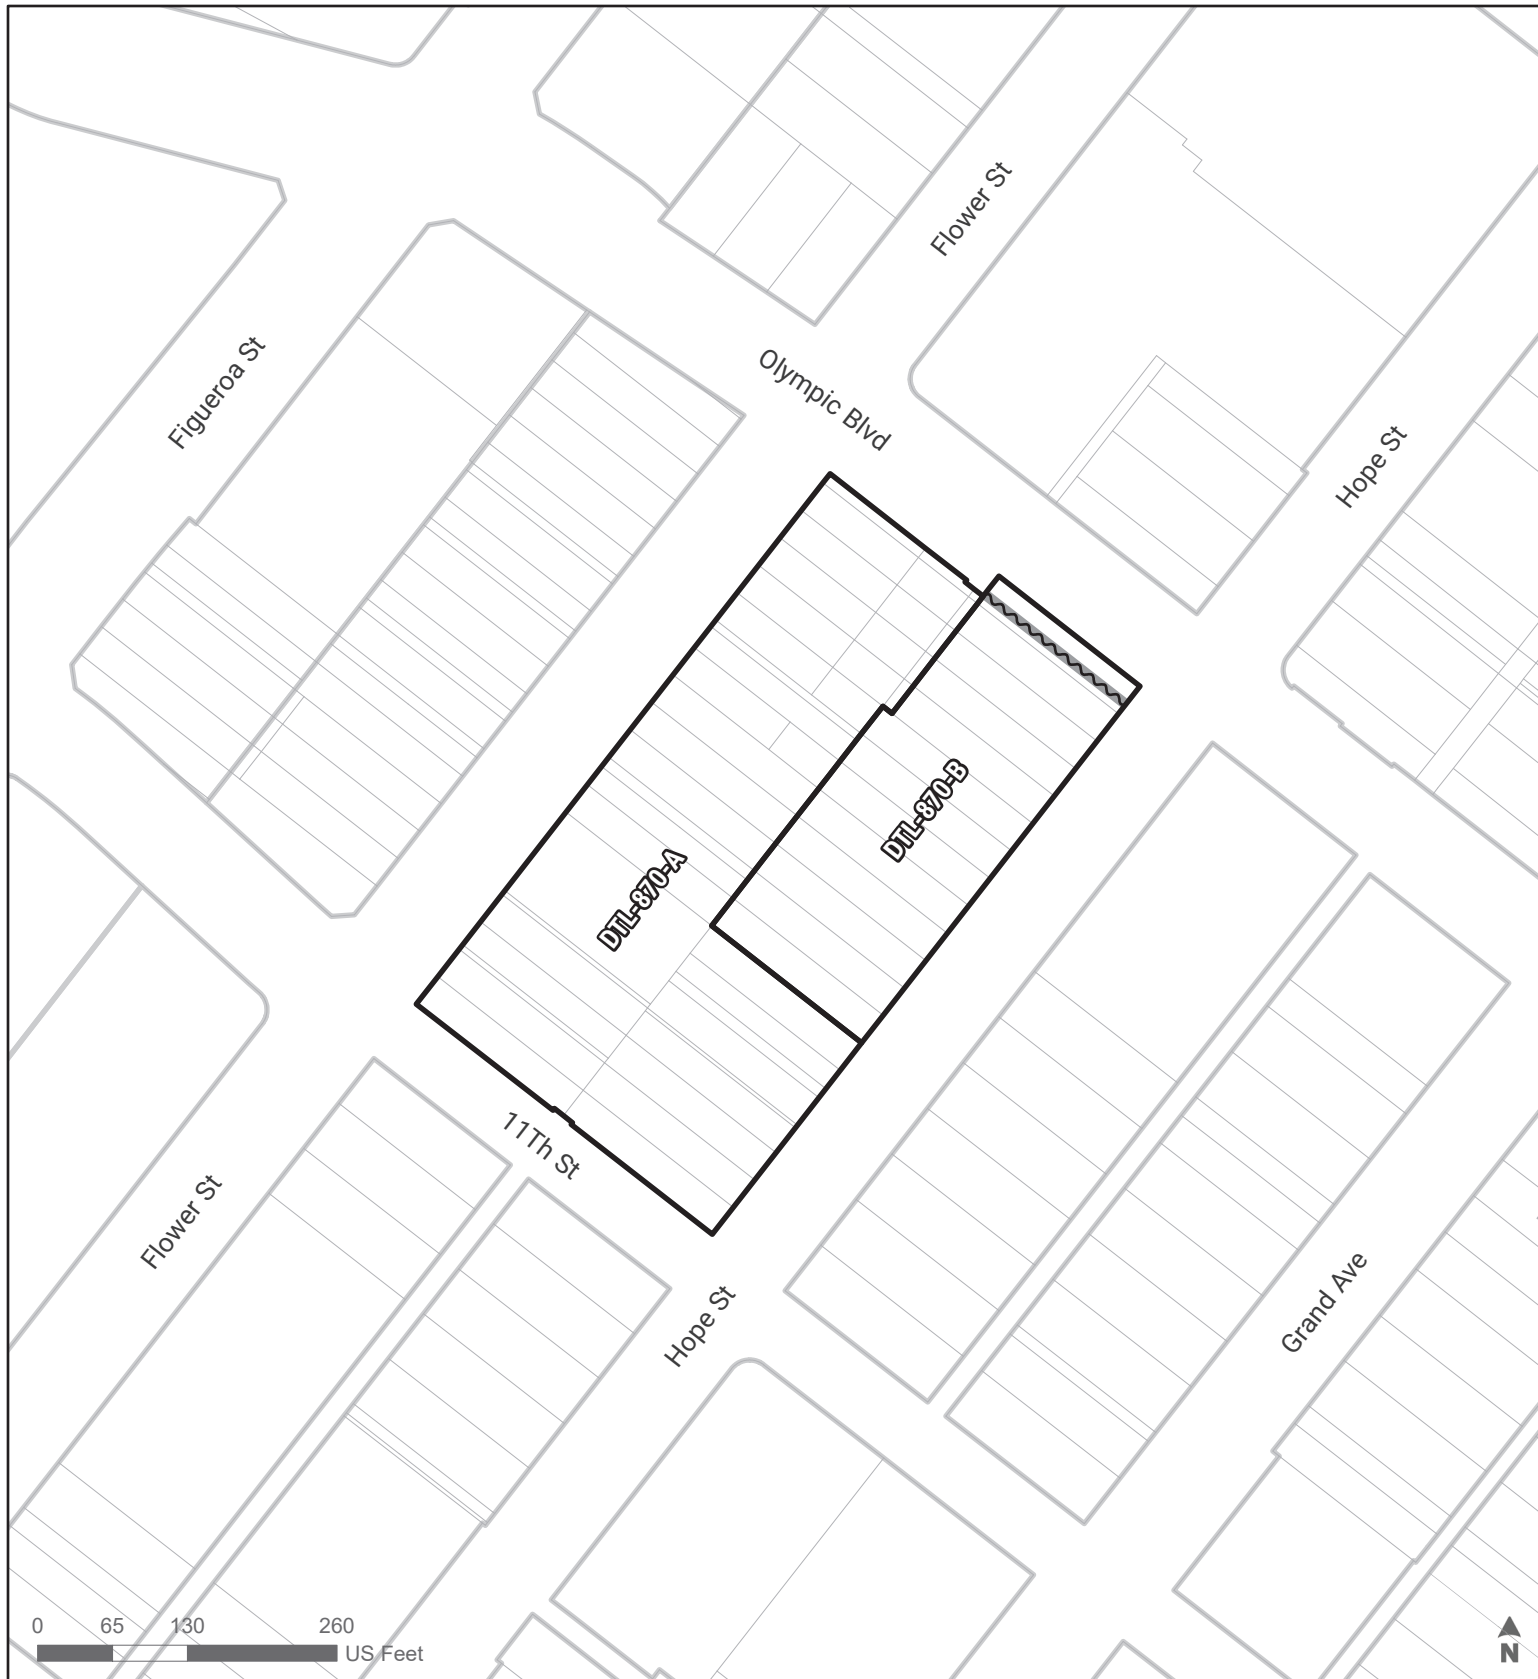 Flower St
Figueroa St
Olympic Blvd
Hope St
DTL-870-B
DTL-870-A
11Th St
Flower St
Hope St
Grand Ave
0 65 130 260
US Feet
N